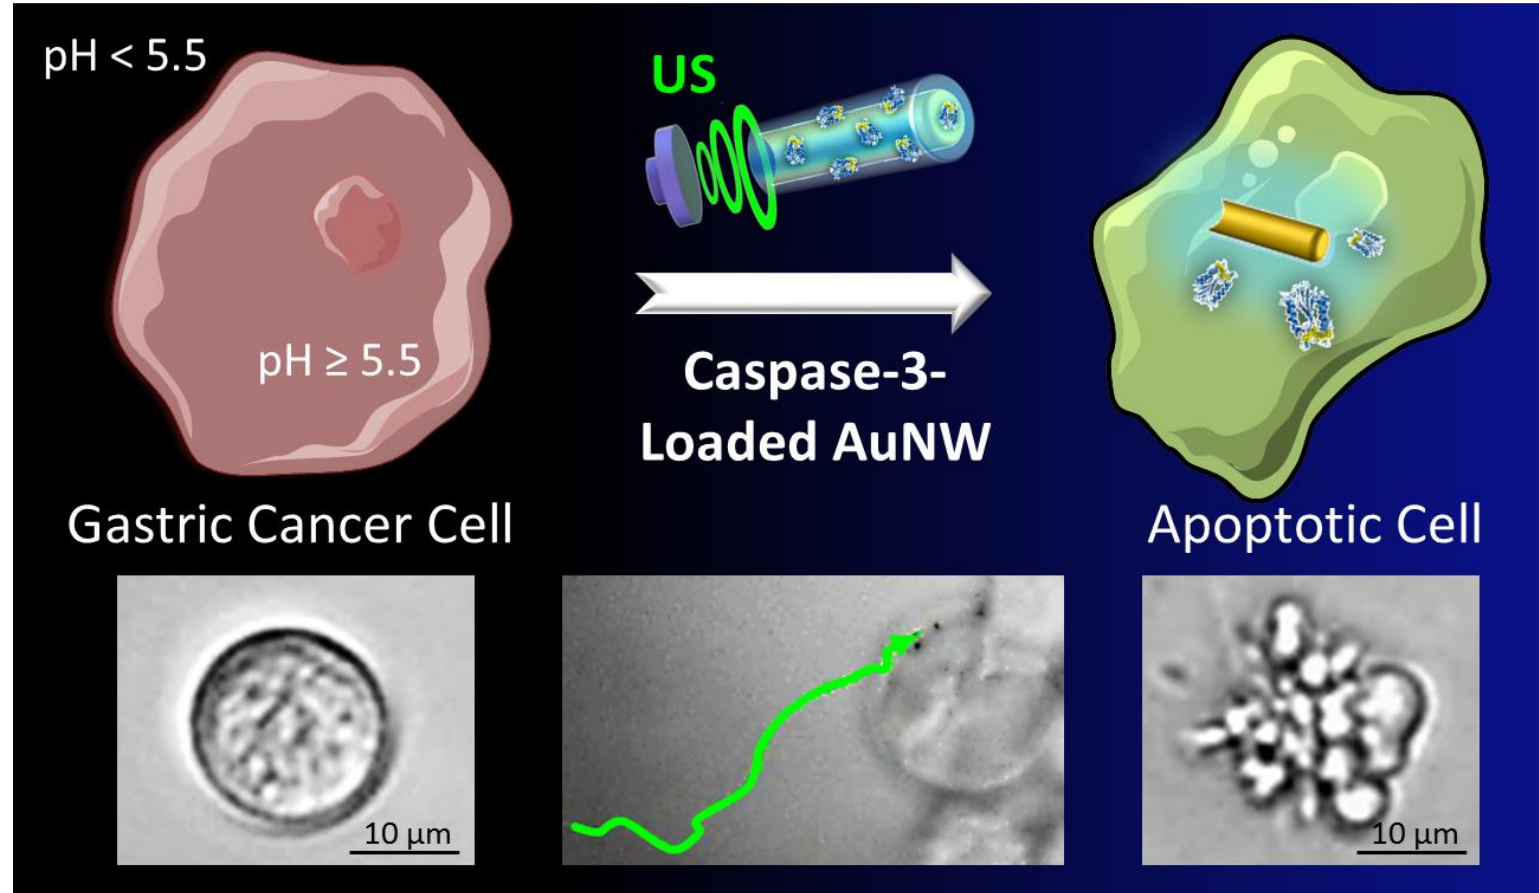 pH < 5.5
US
pH ≥ 5.5
Caspase-3-
Loaded AuNW
Gastric Cancer Cell
Apoptotic Cell
10 µm
10 µm